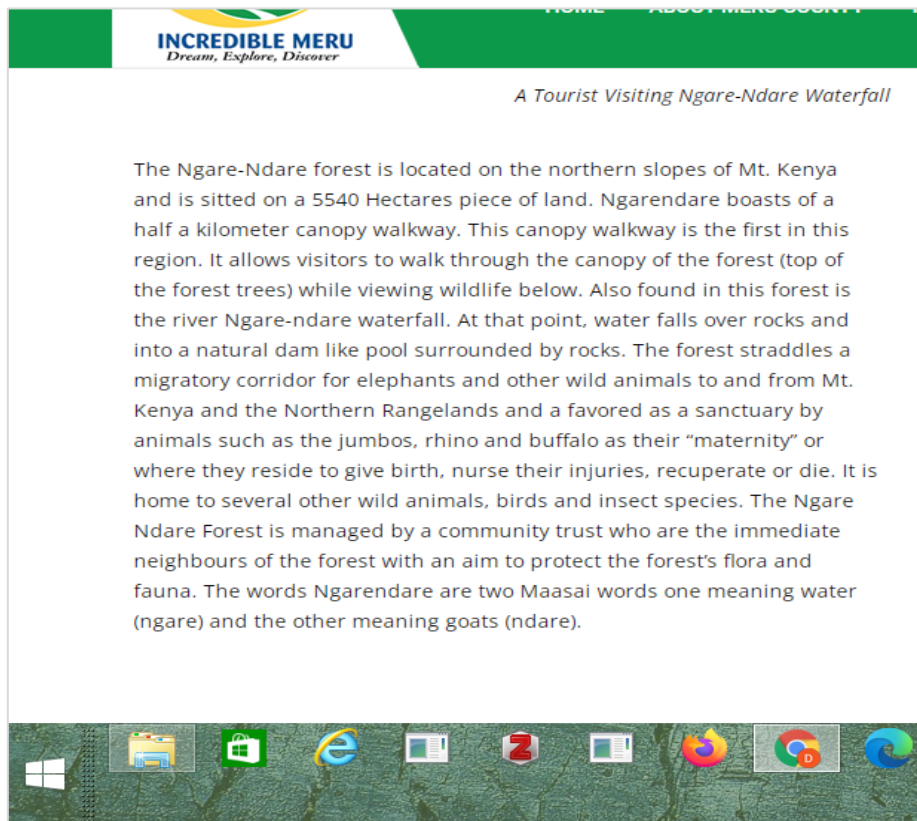 INCREDIBLE MERU
Dream, Explore, Discover
A Tourist Visiting Ngare-Ndare Waterfall
The Ngare-Ndare forest is located on the northern slopes of Mt. Kenya
and is sitted on a 5540 Hectares piece of land. Ngarendare boasts of a
half a kilometer canopy walkway. This canopy walkway is the first in this
region. It allows visitors to walk through the canopy of the forest (top of
the forest trees) while viewing wildlife below. Also found in this forest is
the river Ngare-ndare waterfall. At that point, water falls over rocks and
into a natural dam like pool surrounded by rocks. The forest straddles a
migratory corridor for elephants and other wild animals to and from Mt.
Kenya and the Northern Rangelands and a favored as a sanctuary by
animals such as the jumbos, rhino and buffalo as their “maternity” or
where they reside to give birth, nurse their injuries, recuperate or die. It is
home to several other wild animals, birds and insect species. The Ngare
Ndare Forest is managed by a community trust who are the immediate
neighbours of the forest with an aim to protect the forest’s flora and
fauna. The words Ngarendare are two Maasai words one meaning water
(ngare) and the other meaning goats (ndare).
Z
D